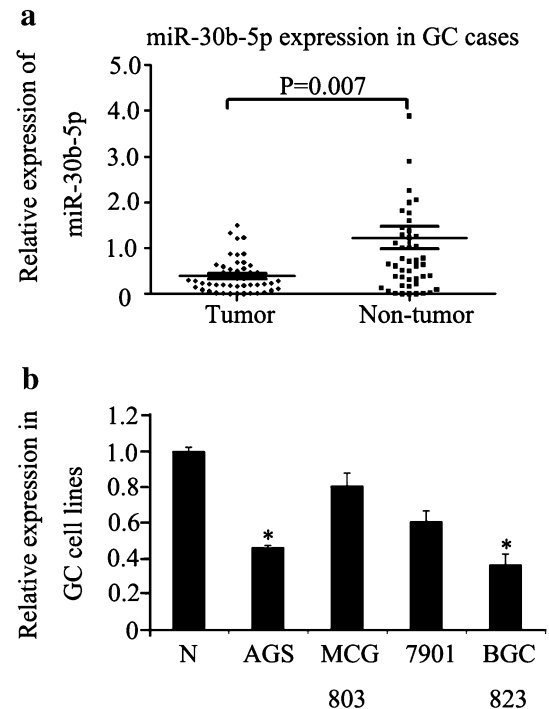 a
miR-30b-5p expression in GC cases
Relative expression of
miR-30b-5p
5.0
4.0
3.0
2.0
1.0
0
P=0.007
Tumor Non-tumor
b
Relative expression in
GC cell lines
1.2
1.0
0.8
0.6
0.4
0.2
0
* *
N AGS MCG 7901 BGC
803 823